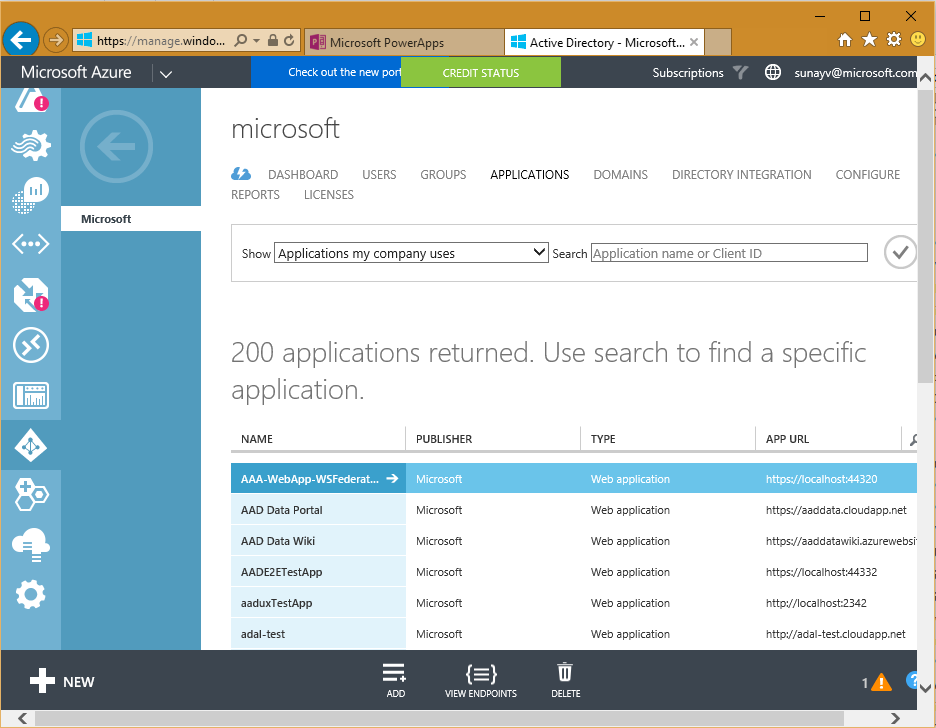 https://manage.windo...
Microsoft PowerApps
Active Directory - Microsoft...
Microsoft Azure
Check out the new port
CREDIT STATUS
Subscriptions
sunayv@microsoft.com
microsoft
DASHBOARD USERS GROUPS APPLICATIONS DOMAINS DIRECTORY INTEGRATION CONFIGURE
REPORTS LICENSES
Microsoft
Show Applications my company uses Search Application name or Client ID
200 applications returned. Use search to find a specific
application.
NAME PUBLISHER TYPE APP URL
AAA-WebApp-WSFederat... Microsoft Web application https://localhost:44320
AAD Data Portal Microsoft Web application https://aaddata.cloudapp.net
AAD Data Wiki Microsoft Web application https://aaddatawiki.azurewebsi
AADE2ETestApp Microsoft Web application https://localhost:44332
aaduxTestApp Microsoft Web application http://localhost:2342
adal-test Microsoft Web application http://adal-test.cloudapp.net
NEW
ADD
VIEW ENDPOINTS
DELETE
1